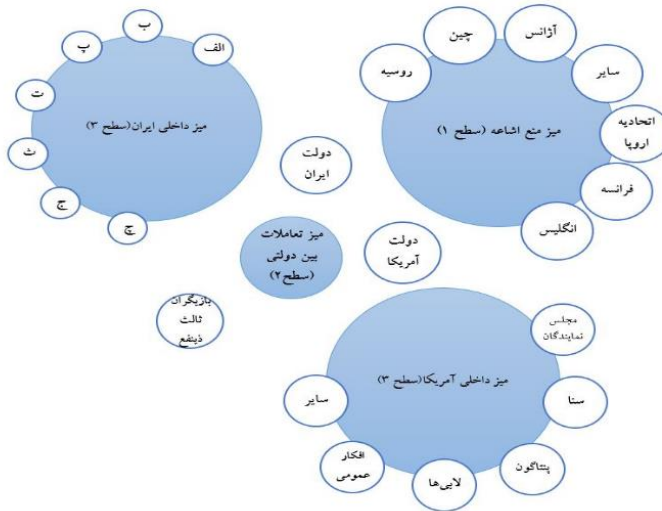 آژانس
چین
روسیه
سایر
اتحادیه
اروپا
فرانسه
انگلیس
میز منع اشاعه (سطح ۱)
الف
ب
پ
ت
ث
ج
چ
میز داخلی ایران(سطح ۳)
دولت
ایران
دولت
آمریکا
میز تعاملات
بین دولتی
(سطح۲)
بازیگران
ثالث
ذینفع
مجلس
نمایندگان
سنا
پنتاگون
لابی‌ها
افکار
عمومی
سایر
میز داخلی آمریکا(سطح ۳)